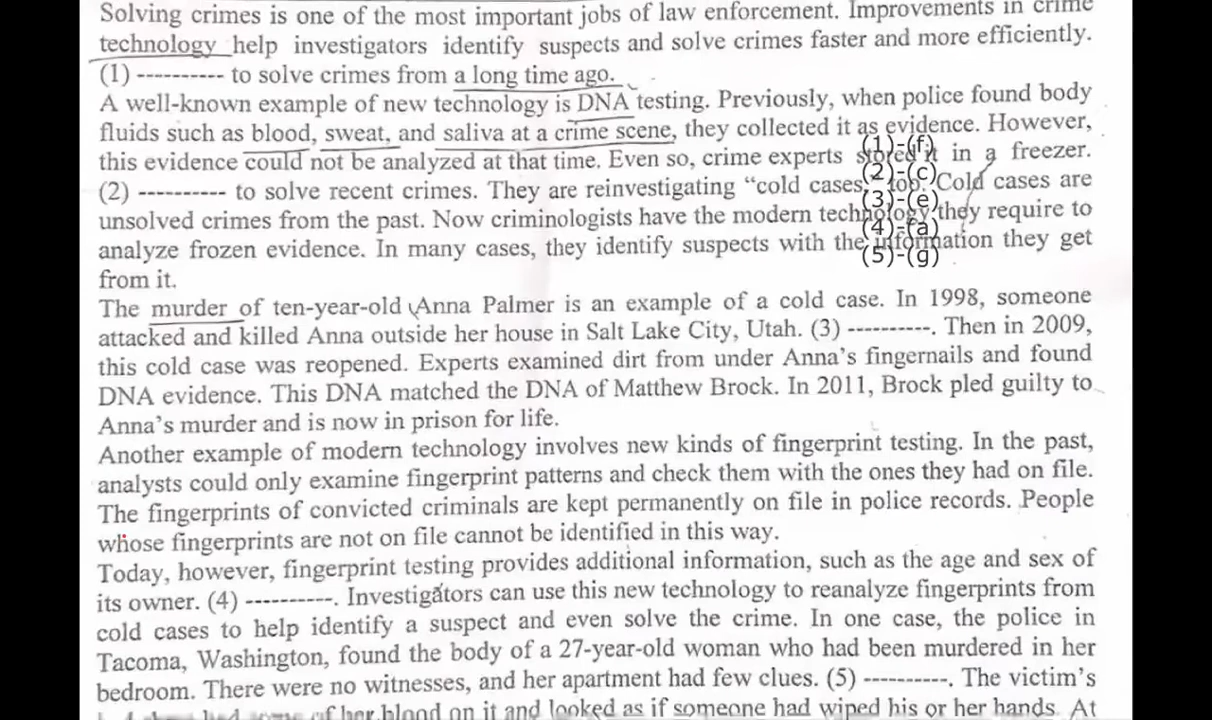 Solving crimes is one of the most important jobs of law enforcement. Improvements in crime
technology help investigators identify suspects and solve crimes faster and more efficiently.
(1) ---------- to solve crimes from a long time ago.
A well-known example of new technology is DNA testing. Previously, when police found body
fluids such as blood, sweat, and saliva at a crime scene, they collected it as evidence. However,
this evidence could not be analyzed at that time. Even so, crime experts stored it in a freezer.
(2) ---------- to solve recent crimes. They are reinvestigating “cold cases,” too. Cold cases are
unsolved crimes from the past. Now criminologists have the modern technology they require to
analyze frozen evidence. In many cases, they identify suspects with the information they get
from it.
(1)-(f)
(2)-(c)
(3)-(e)
(4)-(a)
(5)-(g)
The murder of ten-year-old Anna Palmer is an example of a cold case. In 1998, someone
attacked and killed Anna outside her house in Salt Lake City, Utah. (3) ----------. Then in 2009,
this cold case was reopened. Experts examined dirt from under Anna’s fingernails and found
DNA evidence. This DNA matched the DNA of Matthew Brock. In 2011, Brock pled guilty to
Anna’s murder and is now in prison for life.
Another example of modern technology involves new kinds of fingerprint testing. In the past,
analysts could only examine fingerprint patterns and check them with the ones they had on file.
The fingerprints of convicted criminals are kept permanently on file in police records. People
whose fingerprints are not on file cannot be identified in this way.
Today, however, fingerprint testing provides additional information, such as the age and sex of
its owner. (4) ----------. Investigators can use this new technology to reanalyze fingerprints from
cold cases to help identify a suspect and even solve the crime. In one case, the police in
Tacoma, Washington, found the body of a 27-year-old woman who had been murdered in her
bedroom. There were no witnesses, and her apartment had few clues. (5) ----------. The victim’s
of her blood on it and looked as if someone had wiped his or her hands. At